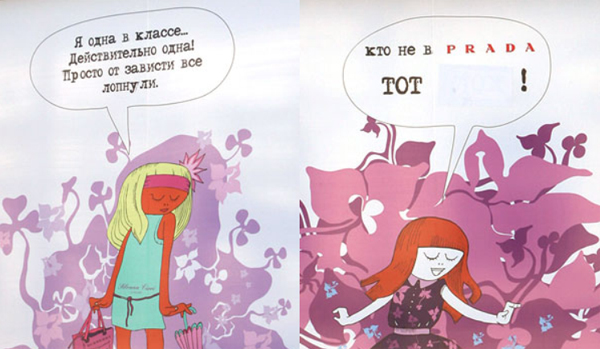 Я одна в классе...
Действительно одна!
Просто от зависти все
лопнули.
кто не в PRADA
ТОТ !